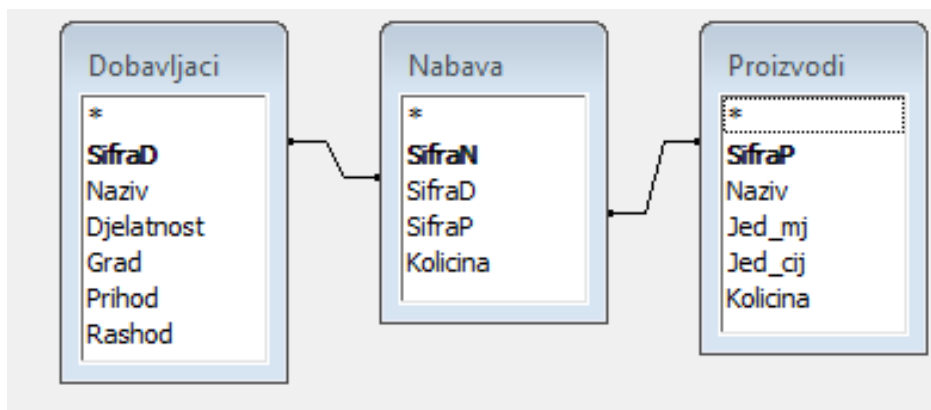 Dobavljaci
*
SifraD
Naziv
Djelatnost
Grad
Prihod
Rashod
Nabava
*
SifraN
SifraD
SifraP
Kolicina
Proizvodi
*
SifraP
Naziv
Jed_mj
Jed_cij
Kolicina